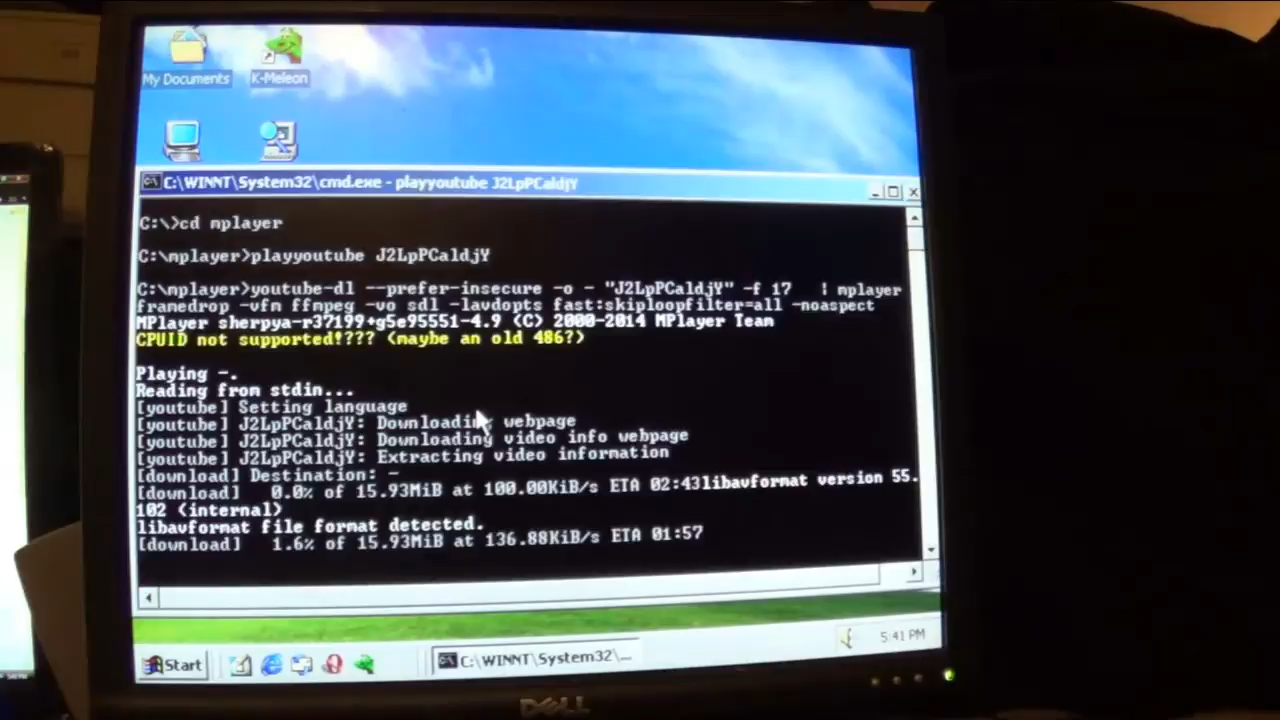 My Documents
K-Meleon
C:\WINNT\System32\cmd.exe - playyoutube J2LpPCaldjY
C:\>cd mplayer
C:\mplayer>playyoutube J2LpPCaldjY
C:\mplayer>youtube-dl --prefer-insecure -o - "J2LpPCaldjY" -f 17 | mplayer
framedrop -vfm ffmpeg -vo sdl -lavdopts fast:skiploopfilter=all -noaspect
MPlayer sherpya-r37199+g5e95551-4.9 (C) 2000-2014 MPlayer Team
CPUID not supported!??? (maybe an old 486?)
Playing -.
Reading from stdin...
[youtube] Setting language
[youtube] J2LpPCaldjY: Downloading webpage
[youtube] J2LpPCaldjY: Downloading video info webpage
[youtube] J2LpPCaldjY: Extracting video information
[download] Destination: -
[download]   0.0% of 15.93MiB at 100.00KiB/s ETA 02:43libavformat version 55.
102 (internal)
libavformat file format detected.
[download]   1.6% of 15.93MiB at 136.88KiB/s ETA 01:57
5:41 PM
Start
C:\WINNT\System32\...
DELL